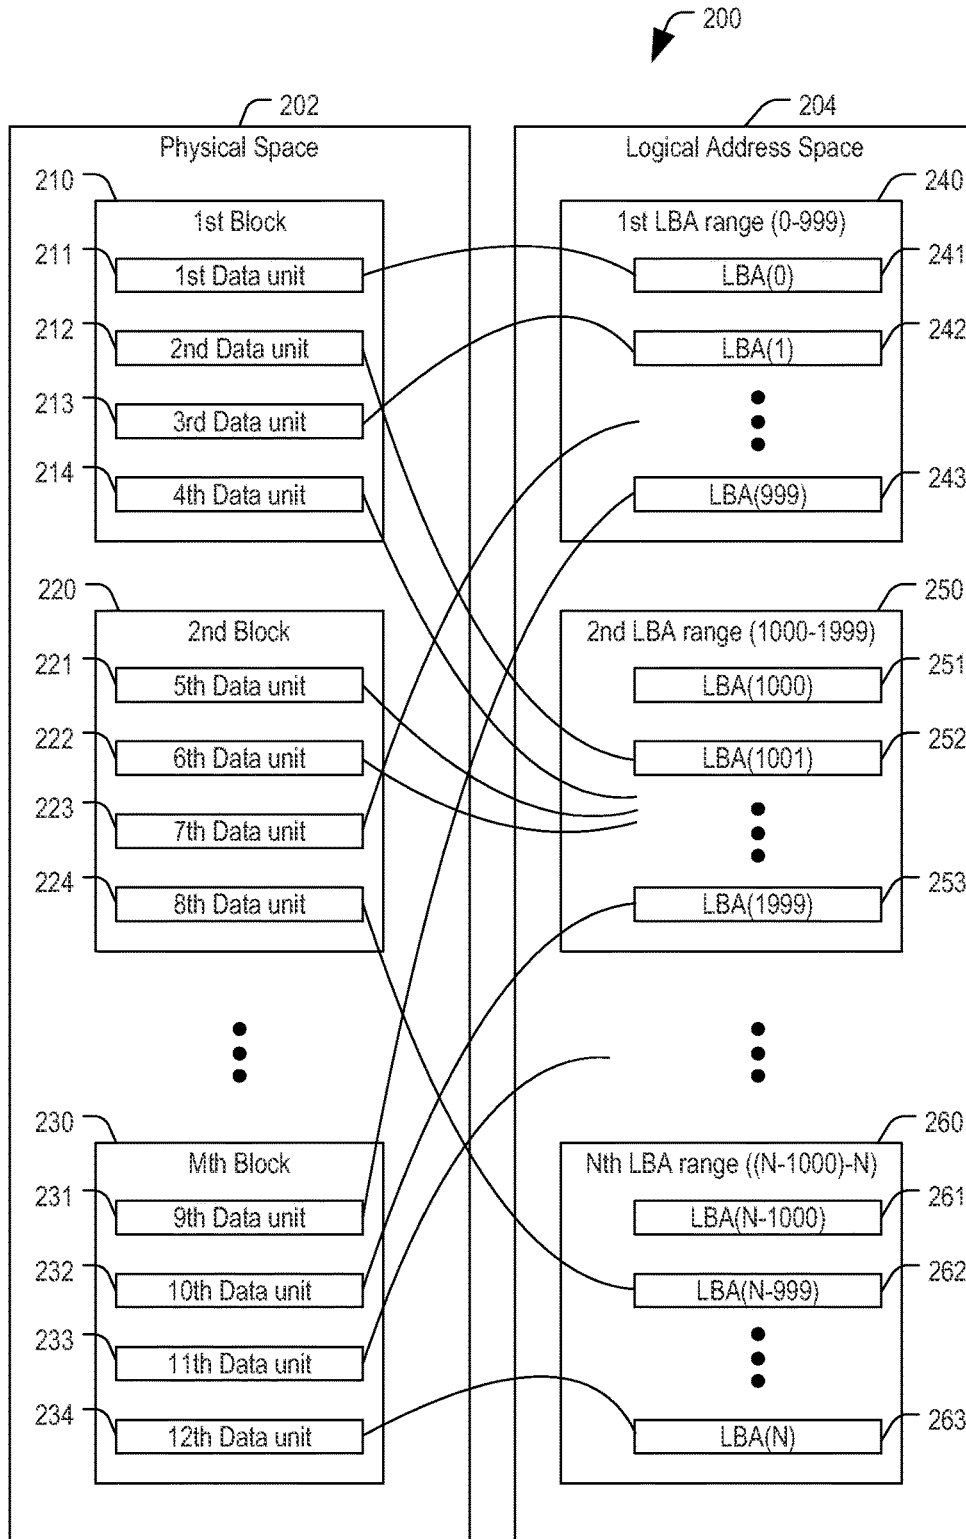 200
202
204
Physical Space
Logical Address Space
210
1st Block
211
1st Data unit
212
2nd Data unit
213
3rd Data unit
214
4th Data unit
220
2nd Block
221
5th Data unit
222
6th Data unit
223
7th Data unit
224
8th Data unit
230
Mth Block
231
9th Data unit
232
10th Data unit
233
11th Data unit
234
12th Data unit
240
1st LBA range (0-999)
241
LBA(0)
242
LBA(1)
243
LBA(999)
250
2nd LBA range (1000-1999)
251
LBA(1000)
252
LBA(1001)
253
LBA(1999)
260
Nth LBA range ((N-1000)-N)
261
LBA(N-1000)
262
LBA(N-999)
263
LBA(N)